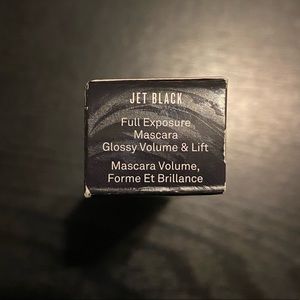 JET BLACK
Full Exposure
Mascara
Glossy Volume & Lift
Mascara Volume,
Forme Et Brillance